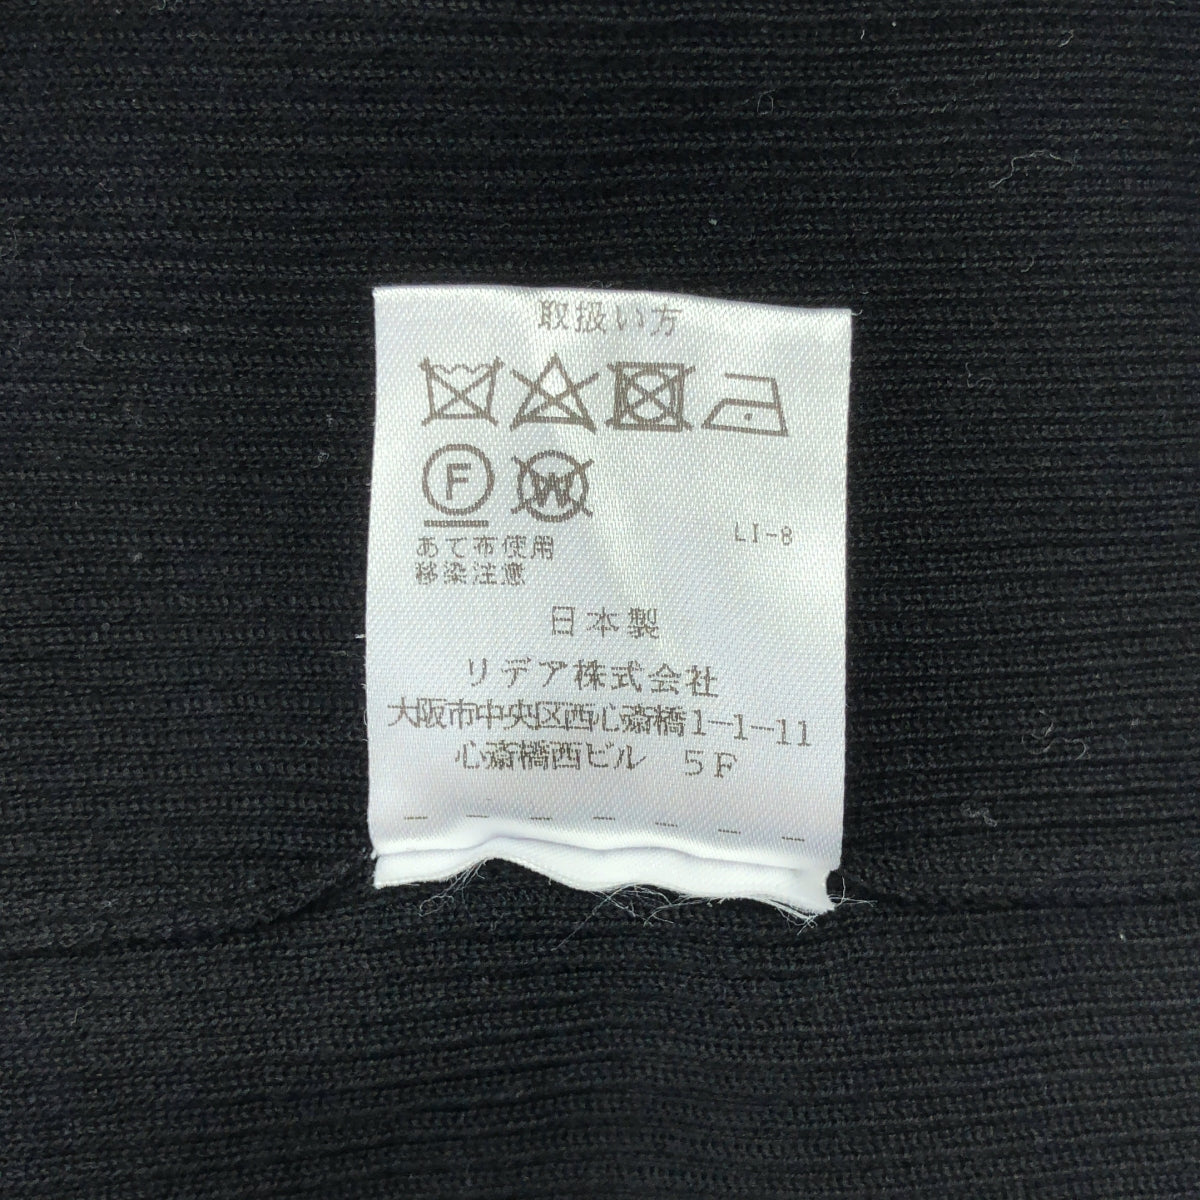 取扱い方
F W
LI-8
あて布使用
移染注意
日本製
リデア株式会社
大阪市中央区西心斎橋1-1-11
心斎橋西ビル 5F